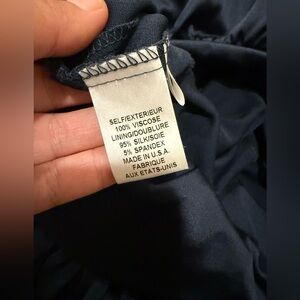 SELF/EXTERIEUR
100% VISCOSE
LINING/DOUBLURE
95% SILK/SOIE
5% SPANDEX
MADE IN U.S.A.
FABRIQUE
AUX ETATS-UNIS